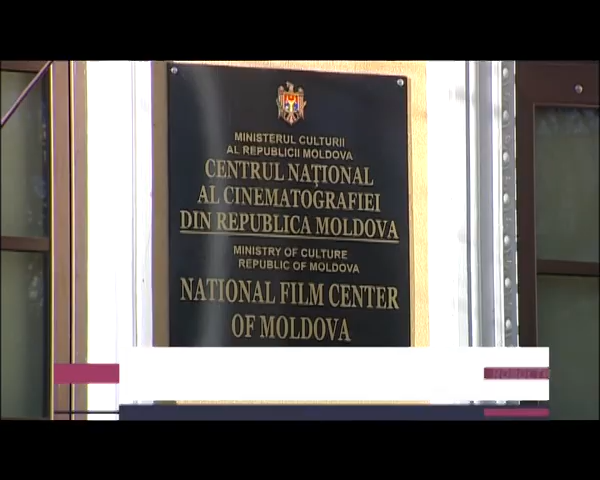 MINISTERUL CULTURII
AL REPUBLICII MOLDOVA
CENTRUL NAŢIONAL
AL CINEMATOGRAFIEI
DIN REPUBLICA MOLDOVA
MINISTRY OF CULTURE
REPUBLIC OF MOLDOVA
NATIONAL FILM CENTER
OF MOLDOVA